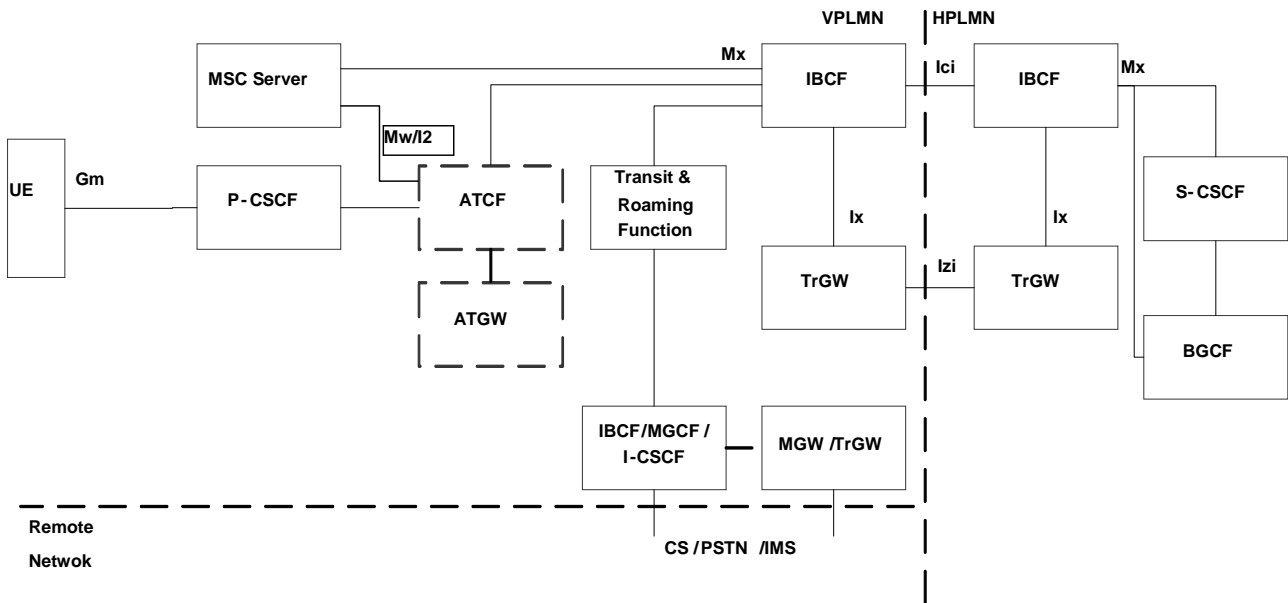 VPLMN
HPLMN
MSC Server
Mx
IBCF
Ici
IBCF
Mx
Mw/I2
UE
Gm
P-CSCF
ATCF
Transit &
Roaming
Function
S-CSCF
Ix
Ix
TrGW
Izi
TrGW
ATGW
BGCF
IBCF/MGCF/
I-CSCF
MGW /TrGW
Remote
Netwok
CS/PSTN /IMS